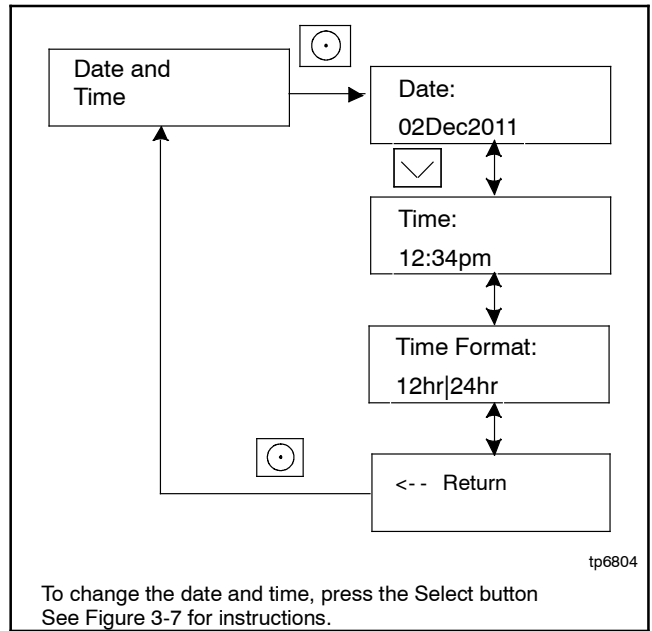 Date and
Time
Date:
02Dec2011
Time:
12:34pm
Time Format:
12hr|24hr
<-- Return
tp6804
To change the date and time, press the Select button
See Figure 3-7 for instructions.